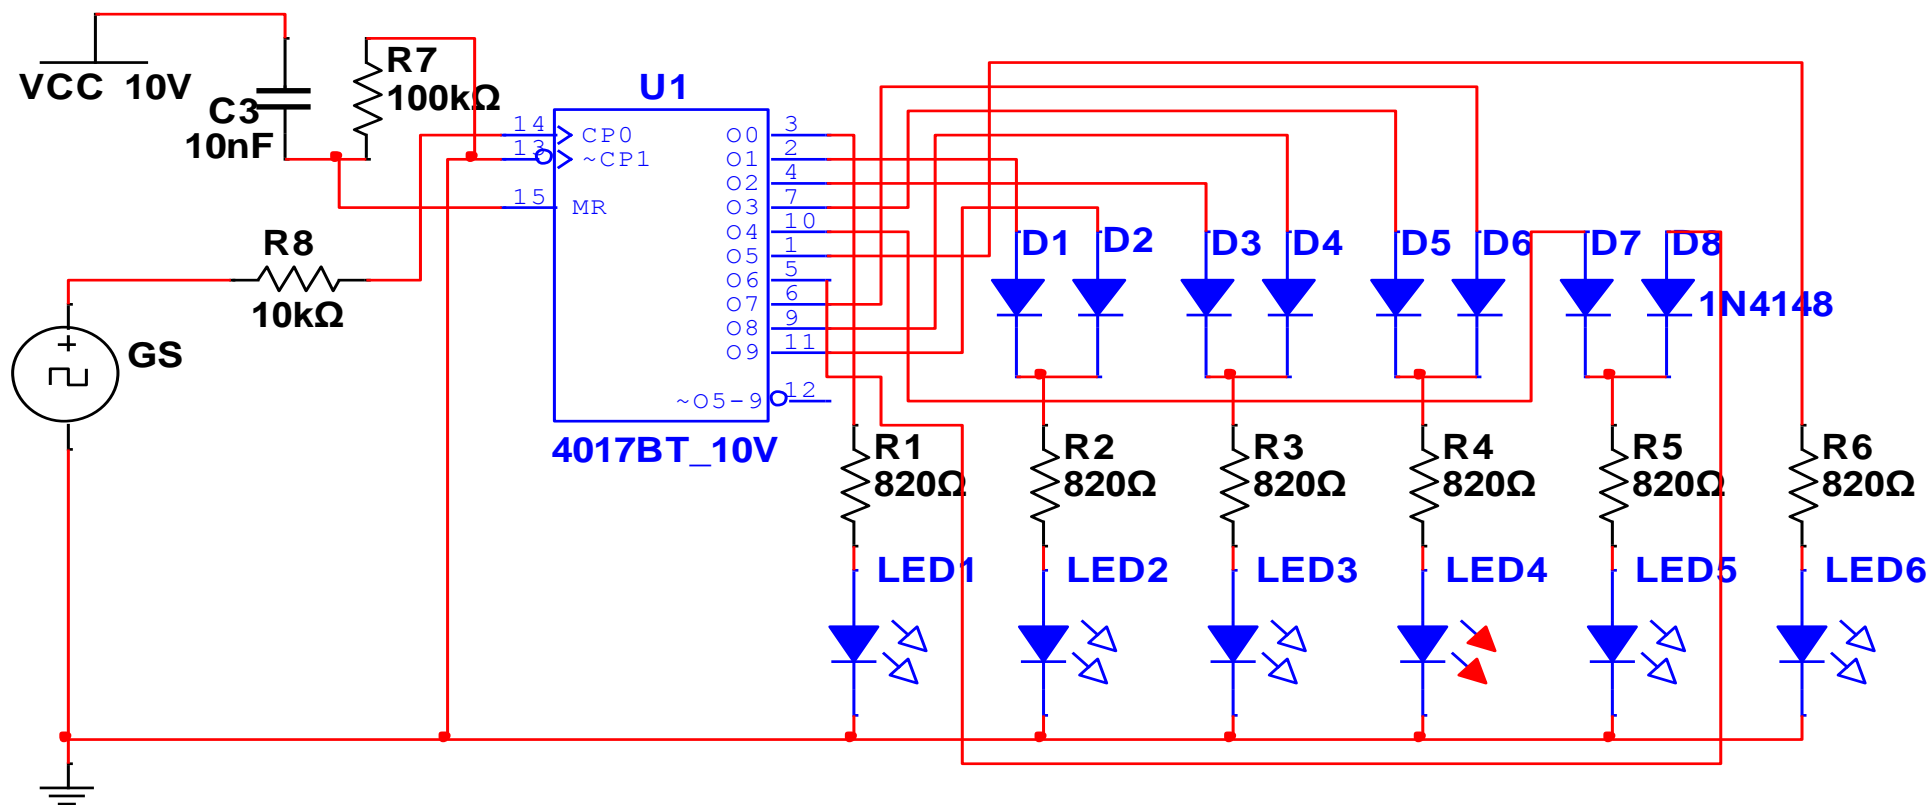 VCC 10V
C3
10nF
R7
100kΩ
U1
14 CP0
13 ~CP1
15 MR
O0 3
O1 2
O2 4
O3 7
O4 10
O5 1
O6 5
O7 6
O8 9
O9 11
~O5-9 12
4017BT_10V
R8
10kΩ
GS
D1 D2 D3 D4 D5 D6 D7 D8
1N4148
R1 R2 R3 R4 R5 R6
820Ω 820Ω 820Ω 820Ω 820Ω 820Ω
LED1 LED2 LED3 LED4 LED5 LED6